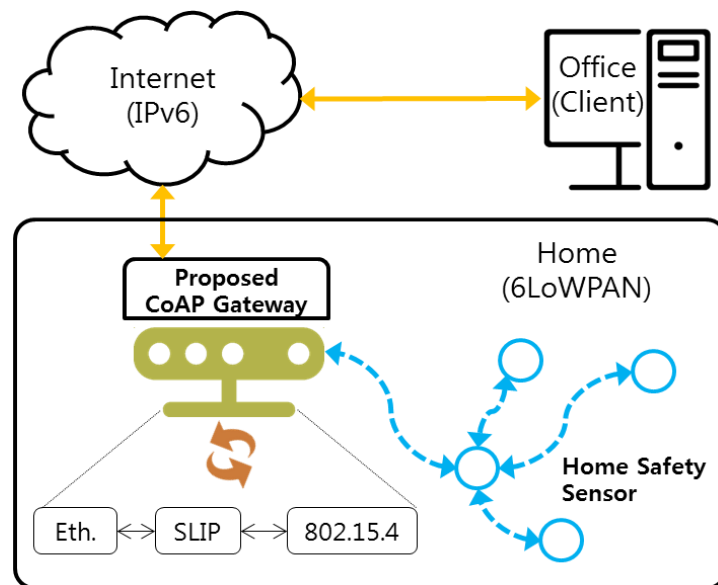 Internet
(IPv6)
Office
(Client)
Proposed
CoAP Gateway
Home
(6LoWPAN)
Home Safety
Sensor
Eth.
SLIP
802.15.4